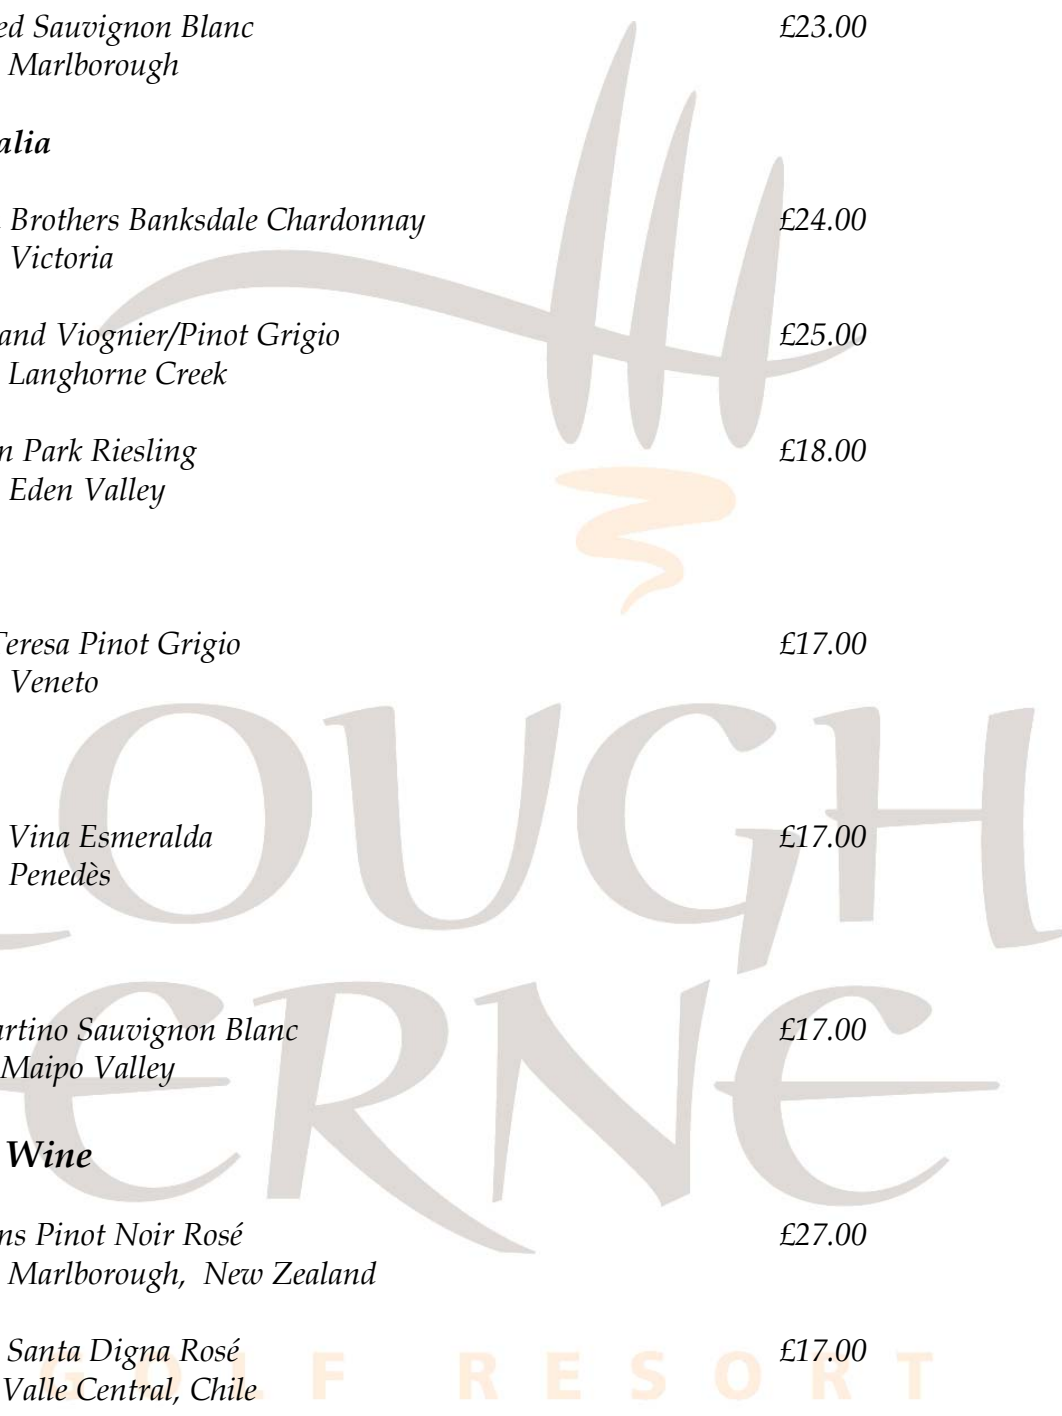 ed Sauvignon Blanc £23.00
Marlborough
alia
Brothers Banksdale Chardonnay £24.00
Victoria
and Viognier/Pinot Grigio £25.00
Langhorne Creek
n Park Riesling £18.00
Eden Valley
Teresa Pinot Grigio £17.00
Veneto
Vina Esmeralda £17.00
Penedès
LOUGH
ERNE
artino Sauvignon Blanc £17.00
Maipo Valley
Wine
ns Pinot Noir Rosé £27.00
Marlborough, New Zealand
Santa Digna Rosé £17.00
Valle Central, Chile
GOLF RESORT